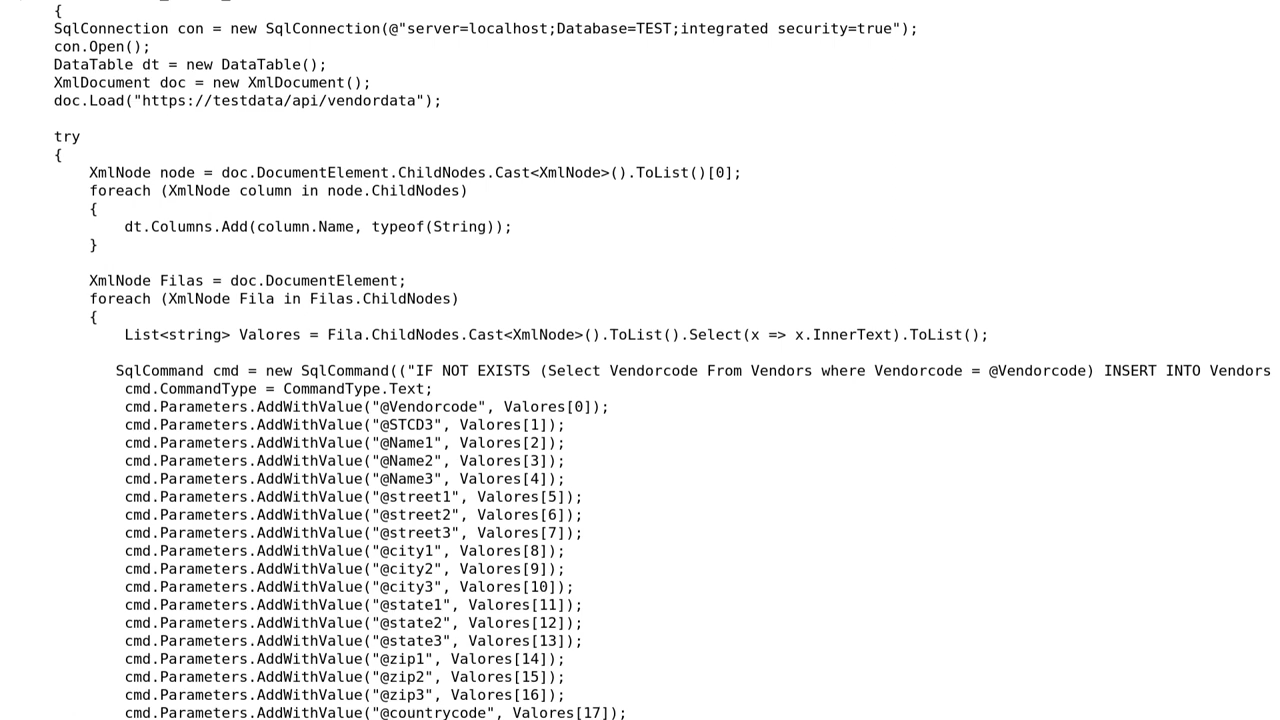 {
SqlConnection con = new SqlConnection(@"server=localhost;Database=TEST;integrated security=true");
con.Open();
DataTable dt = new DataTable();
XmlDocument doc = new XmlDocument();
doc.Load("https://testdata/api/vendordata");
try
{
XmlNode node = doc.DocumentElement.ChildNodes.Cast<XmlNode>().ToList()[0];
foreach (XmlNode column in node.ChildNodes)
{
dt.Columns.Add(column.Name, typeof(String));
}
XmlNode Filas = doc.DocumentElement;
foreach (XmlNode Fila in Filas.ChildNodes)
{
List<string> Valores = Fila.ChildNodes.Cast<XmlNode>().ToList().Select(x => x.InnerText).ToList();
SqlCommand cmd = new SqlCommand(("IF NOT EXISTS (Select Vendorcode From Vendors where Vendorcode = @Vendorcode) INSERT INTO Vendors
cmd.CommandType = CommandType.Text;
cmd.Parameters.AddWithValue("@Vendorcode", Valores[0]);
cmd.Parameters.AddWithValue("@STCD3", Valores[1]);
cmd.Parameters.AddWithValue("@Name1", Valores[2]);
cmd.Parameters.AddWithValue("@Name2", Valores[3]);
cmd.Parameters.AddWithValue("@Name3", Valores[4]);
cmd.Parameters.AddWithValue("@street1", Valores[5]);
cmd.Parameters.AddWithValue("@street2", Valores[6]);
cmd.Parameters.AddWithValue("@street3", Valores[7]);
cmd.Parameters.AddWithValue("@city1", Valores[8]);
cmd.Parameters.AddWithValue("@city2", Valores[9]);
cmd.Parameters.AddWithValue("@city3", Valores[10]);
cmd.Parameters.AddWithValue("@state1", Valores[11]);
cmd.Parameters.AddWithValue("@state2", Valores[12]);
cmd.Parameters.AddWithValue("@state3", Valores[13]);
cmd.Parameters.AddWithValue("@zip1", Valores[14]);
cmd.Parameters.AddWithValue("@zip2", Valores[15]);
cmd.Parameters.AddWithValue("@zip3", Valores[16]);
cmd.Parameters.AddWithValue("@countrycode", Valores[17]);